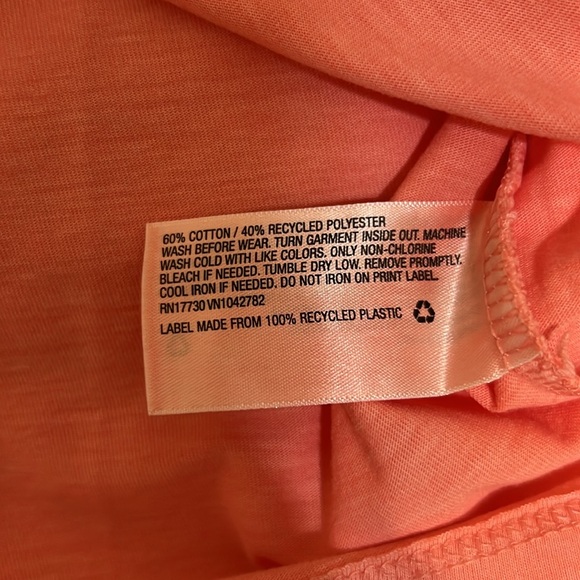 60% COTTON / 40% RECYCLED POLYESTER
WASH BEFORE WEAR. TURN GARMENT INSIDE OUT. MACHINE
WASH COLD WITH LIKE COLORS. ONLY NON-CHLORINE
BLEACH IF NEEDED. TUMBLE DRY LOW. REMOVE PROMPTLY.
COOL IRON IF NEEDED. DO NOT IRON ON PRINT LABEL.
RN17730 VN1042782
LABEL MADE FROM 100% RECYCLED PLASTIC